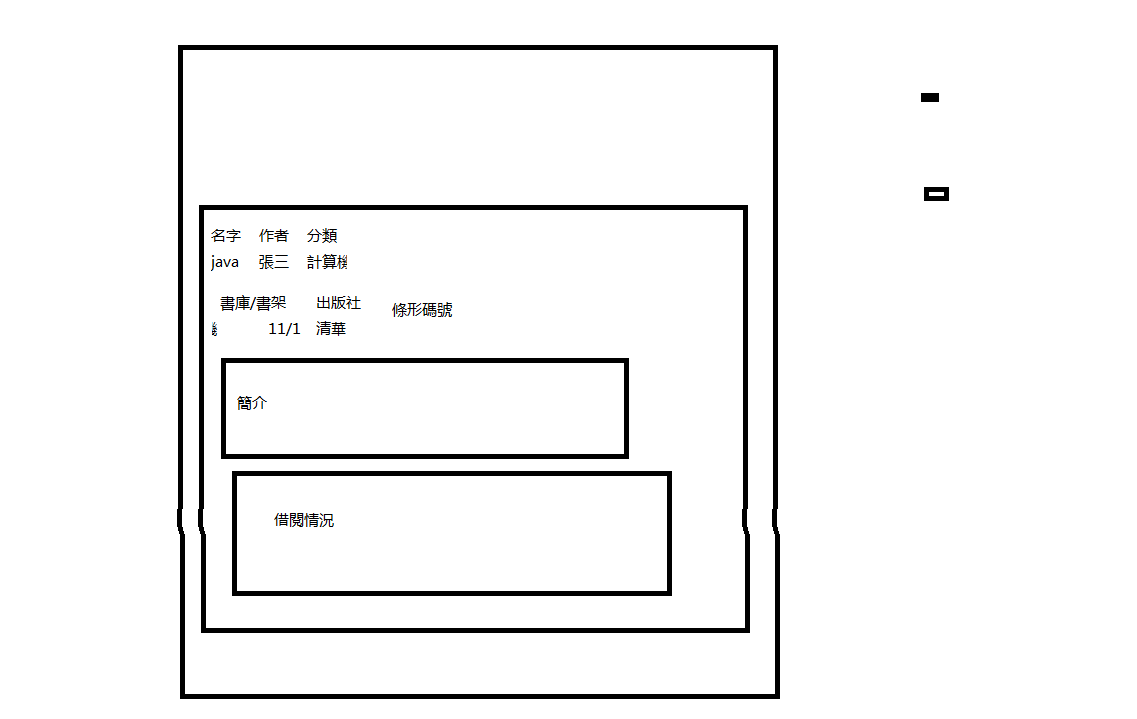 名字 作者 分類
java 張三 計算機
書庫/書架 出版社 條形碼號
11/1 清華
簡介
借閱情況